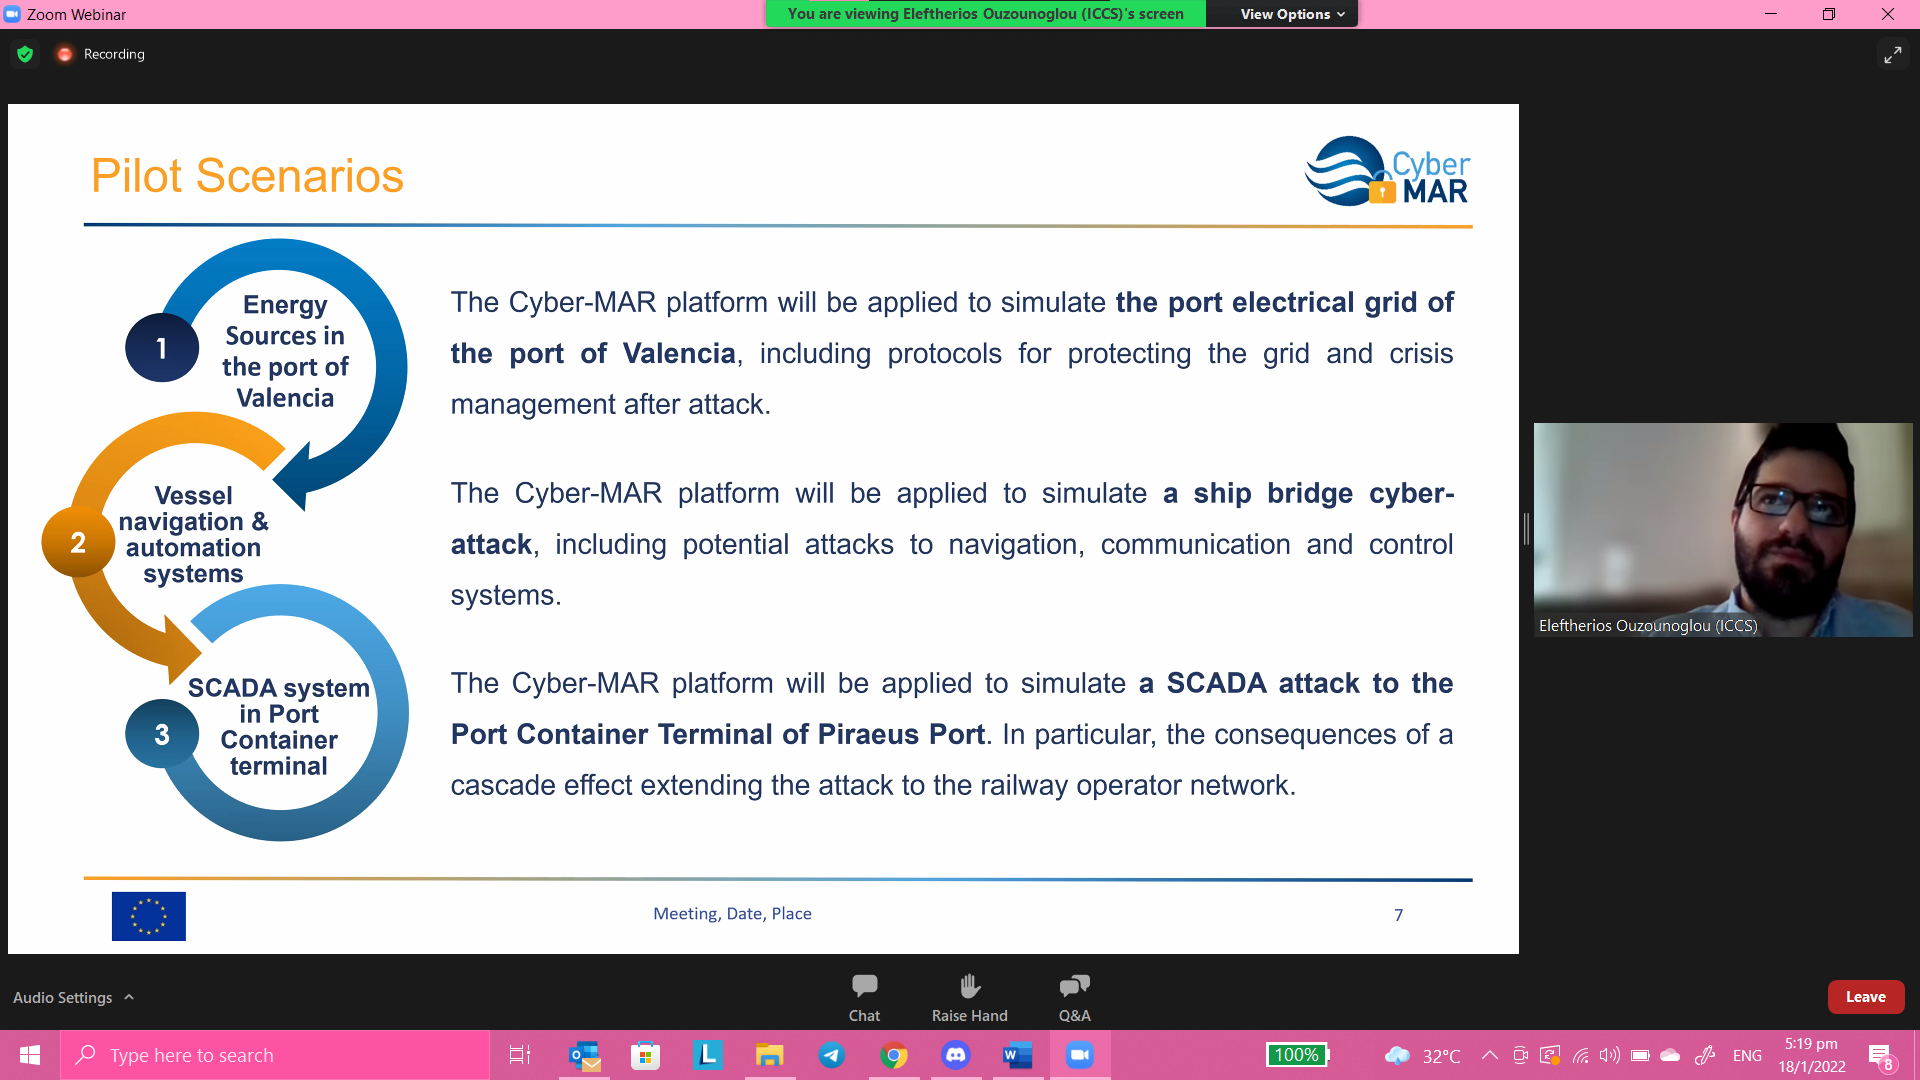 Zoom Webinar
You are viewing Eleftherios Ouzounoglou (ICCS)'s screen
View Options
Recording
Pilot Scenarios
Cyber
MAR
1
Energy
Sources in
the port of
Valencia
The Cyber-MAR platform will be applied to simulate the port electrical grid of
the port of Valencia, including protocols for protecting the grid and crisis
management after attack.
2
Vessel
navigation &
automation
systems
The Cyber-MAR platform will be applied to simulate a ship bridge cyber-
attack, including potential attacks to navigation, communication and control
systems.
3
SCADA system
in Port
Container
terminal
The Cyber-MAR platform will be applied to simulate a SCADA attack to the
Port Container Terminal of Piraeus Port. In particular, the consequences of a
cascade effect extending the attack to the railway operator network.
Meeting, Date, Place
7
Eleftherios Ouzounoglou (ICCS)
Audio Settings
Chat
Raise Hand
Q&A
Leave
Type here to search
L
W
100%
32°C
ENG
5:19 pm
18/1/2022
8